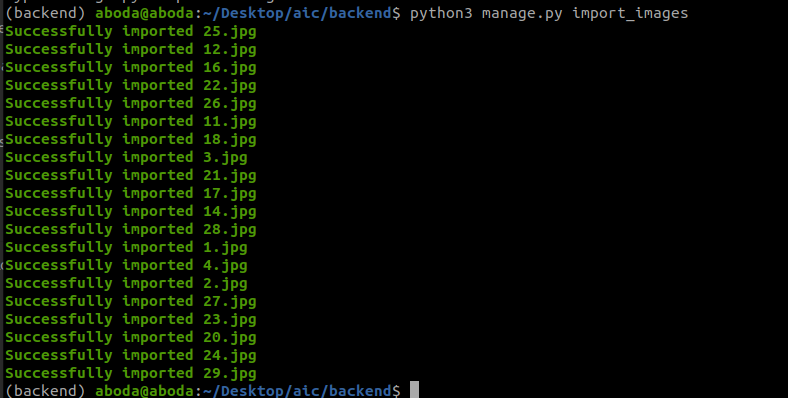 (backend) aboda@aboda:~/Desktop/aic/backend$ python3 manage.py import_images
Successfully imported 25.jpg
Successfully imported 12.jpg
Successfully imported 16.jpg
Successfully imported 22.jpg
Successfully imported 26.jpg
Successfully imported 11.jpg
Successfully imported 18.jpg
Successfully imported 3.jpg
Successfully imported 21.jpg
Successfully imported 17.jpg
Successfully imported 14.jpg
Successfully imported 28.jpg
Successfully imported 1.jpg
Successfully imported 4.jpg
Successfully imported 2.jpg
Successfully imported 27.jpg
Successfully imported 23.jpg
Successfully imported 20.jpg
Successfully imported 24.jpg
Successfully imported 29.jpg
(backend) aboda@aboda:~/Desktop/aic/backend$